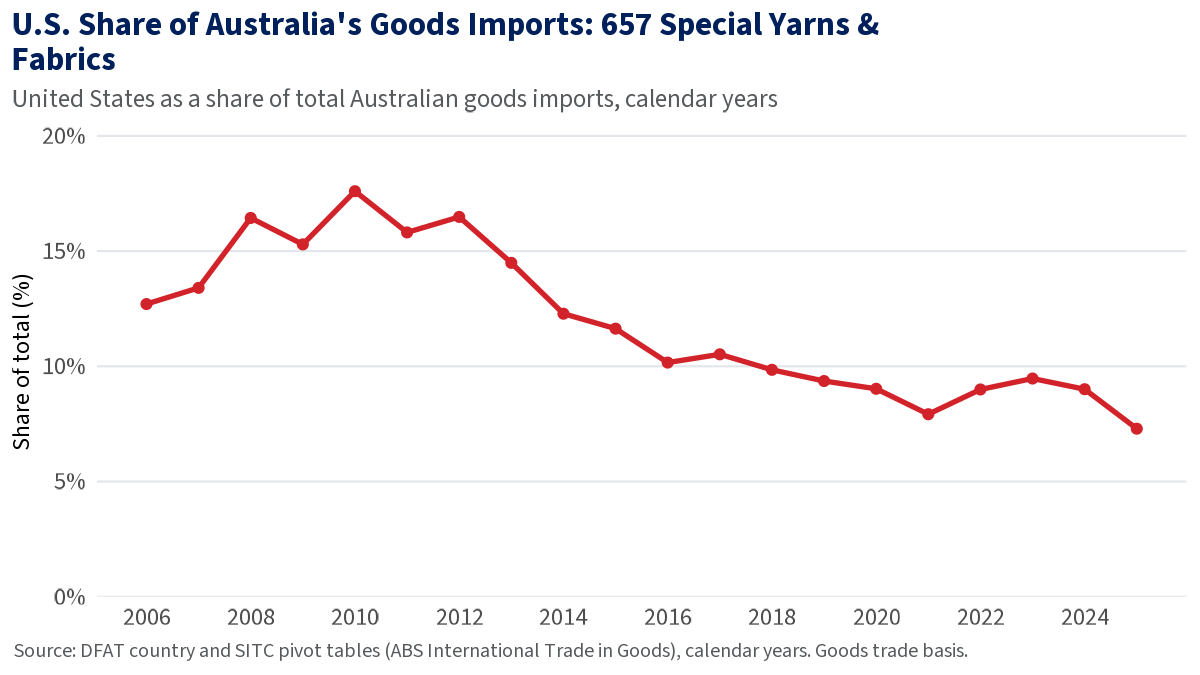 U.S. Share of Australia's Goods Imports: 657 Special Yarns &
Fabrics
United States as a share of total Australian goods imports, calendar years
Share of total (%)
20%
15%
10%
5%
0%
2006 2008 2010 2012 2014 2016 2018 2020 2022 2024
Source: DFAT country and SITC pivot tables (ABS International Trade in Goods), calendar years. Goods trade basis.